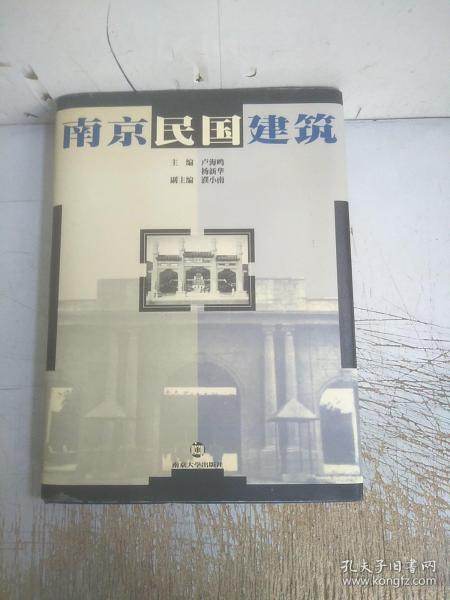 南京民国建筑
主 编 卢海鸣
杨新华
副主编 濮小南
南京大学出版社
孔夫子旧书网
www.kongfz.com